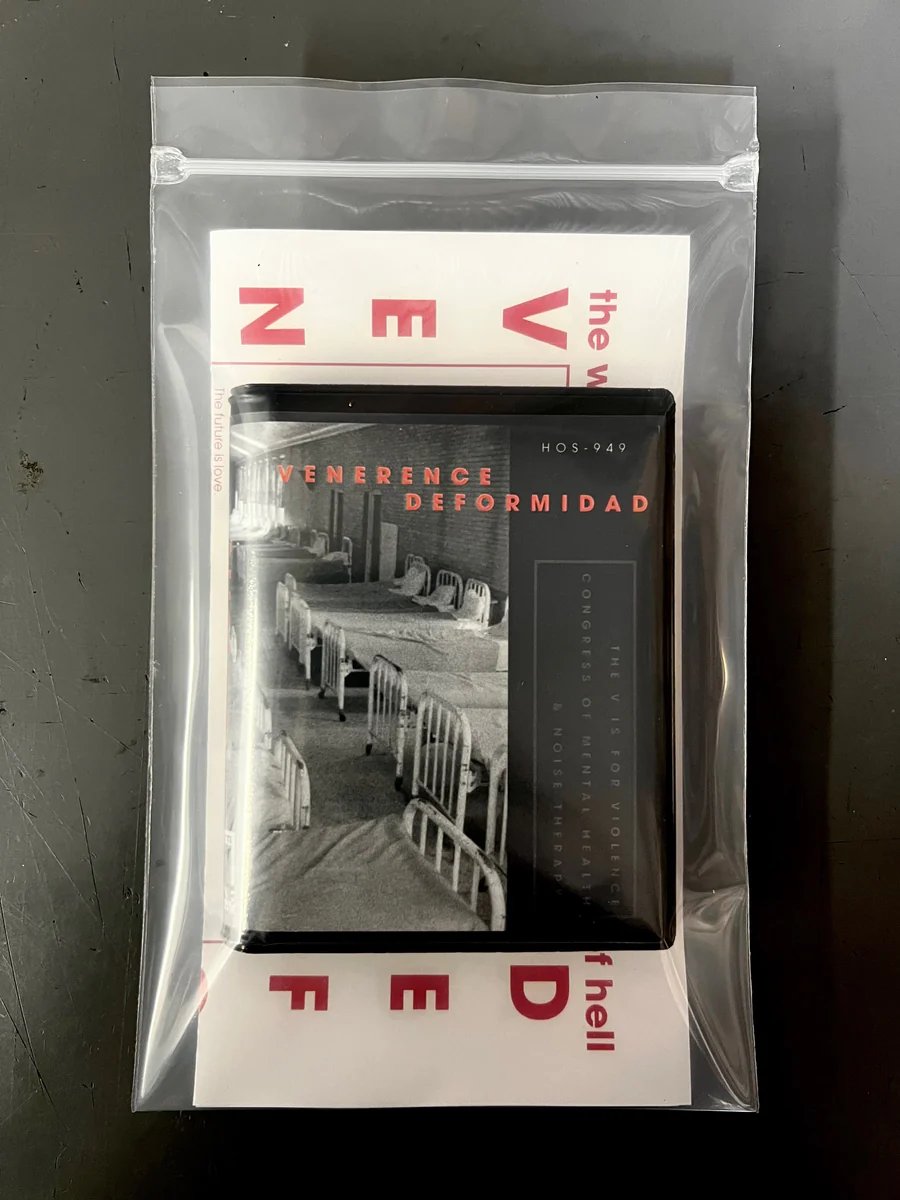 the w
f hell
V D
E E
N F
The future is love
HOS-949
VENERENCE
DEFORMIDAD
THE V IS FOR VIOLENCE
CONGRESS OF MENTAL HEALTH
& NOISE THERAPY